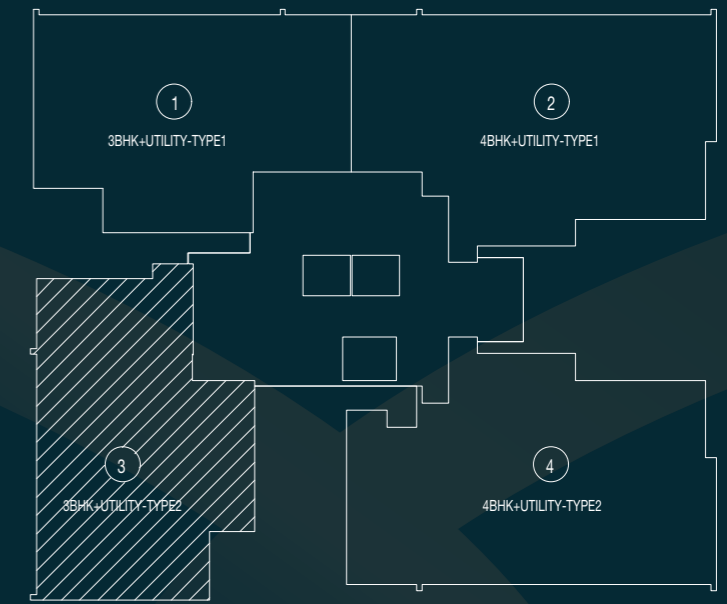 1
3BHK+UTILITY-TYPE1
2
4BHK+UTILITY-TYPE1
3
3BHK+UTILITY-TYPE2
4
4BHK+UTILITY-TYPE2